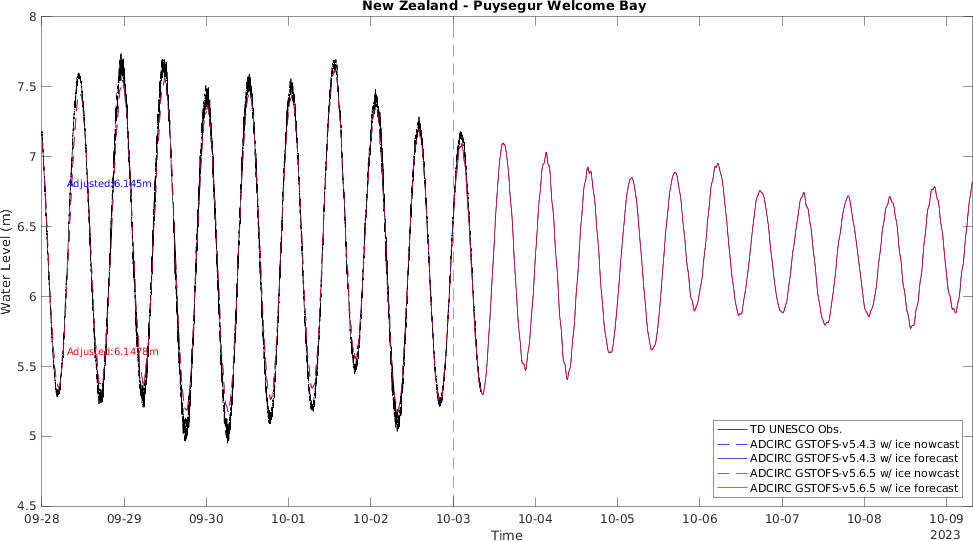 New Zealand - Puysegur Welcome Bay
8
7.5
7
6.5
6
5.5
5
4.5
Water Level (m)
Adjusted:6.145m
Adjusted:6.1478m
TD UNESCO Obs.
ADCIRC GSTOFS-v5.4.3 w/ ice nowcast
ADCIRC GSTOFS-v5.4.3 w/ ice forecast
ADCIRC GSTOFS-v5.6.5 w/ ice nowcast
ADCIRC GSTOFS-v5.6.5 w/ ice forecast
09-28 09-29 09-30 10-01 10-02 10-03 10-04 10-05 10-06 10-07 10-08 10-09
2023
Time